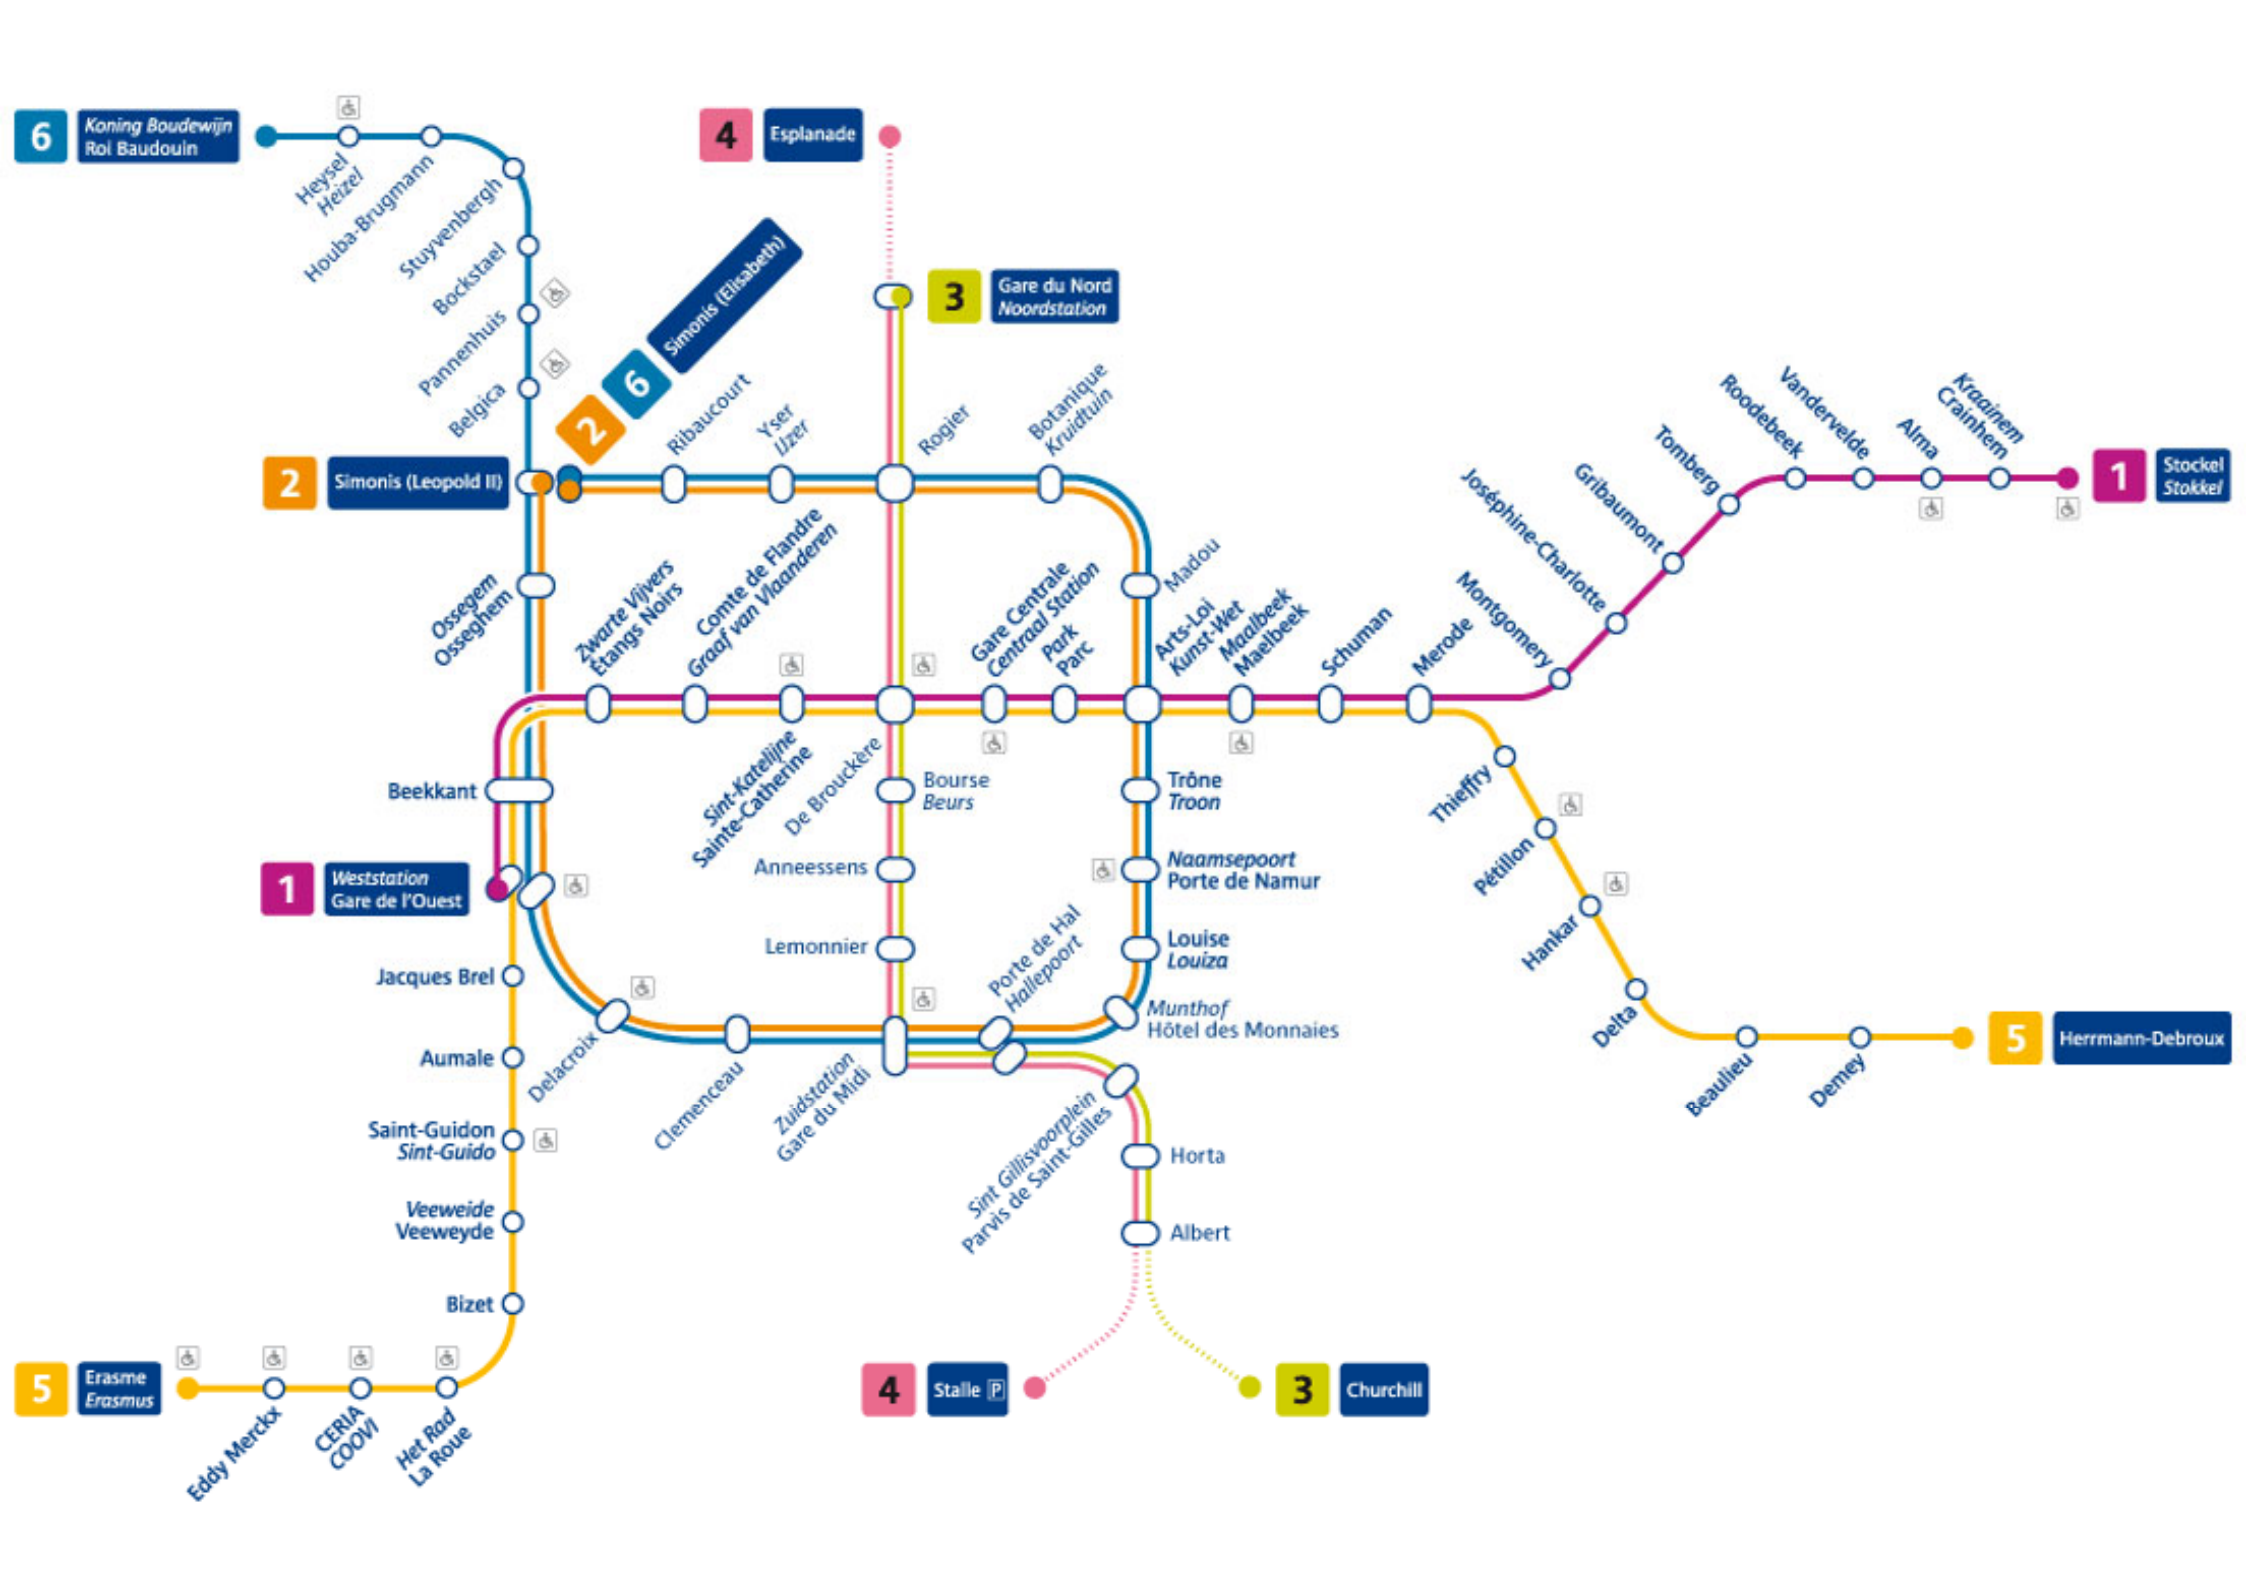 6
Koning Boudewijn
Roi Baudouin
Heysel
Heizel
Houba-Brugmann
Stuyvenbergh
Bockstael
Pannenhuis
Belgica
4
Esplanade
3
Gare du Nord
Noordstation
2
6
Simonis (Elisabeth)
2
Simonis (Leopold II)
Ribaucourt
Yser
IJzer
Rogier
Botanique
Kruidtuin
Madou
Ossegem
Osseghem
Zwarte Vijvers
Étangs Noirs
Comte de Flandre
Graaf van Vlaanderen
Sint-Katelijne
Sainte-Catherine
De Brouckère
Gare Centrale
Centraal Station
Park
Parc
Arts-Loi
Kunst-Wet
Maalbeek
Maelbeek
Schuman
Merode
Montgomery
Joséphine-Charlotte
Gribaumont
Tomberg
Roodebeek
Vandervelde
Alma
Kraainem
Crainhem
1
Stockel
Stokkel
Beekkant
Bourse
Beurs
Trône
Troon
Thieffry
Pétillon
Hankar
Delta
Beaulieu
Demey
5
Herrmann-Debroux
1
Weststation
Gare de l'Ouest
Anneessens
Naamsepoort
Porte de Namur
Lemonnier
Porte de Hal
Hallepoort
Louise
Louiza
Munthof
Hôtel des Monnaies
Jacques Brel
Aumale
Delacroix
Clemenceau
Zuidstation
Gare du Midi
Sint Gillisvoorplein
Parvis de Saint-Gilles
Horta
Albert
Saint-Guidon
Sint-Guido
Veeweide
Veeweyde
Bizet
5
Erasme
Erasmus
Eddy Merckx
CERIA
COOVI
Het Rad
La Roue
4
Stalle P
3
Churchill